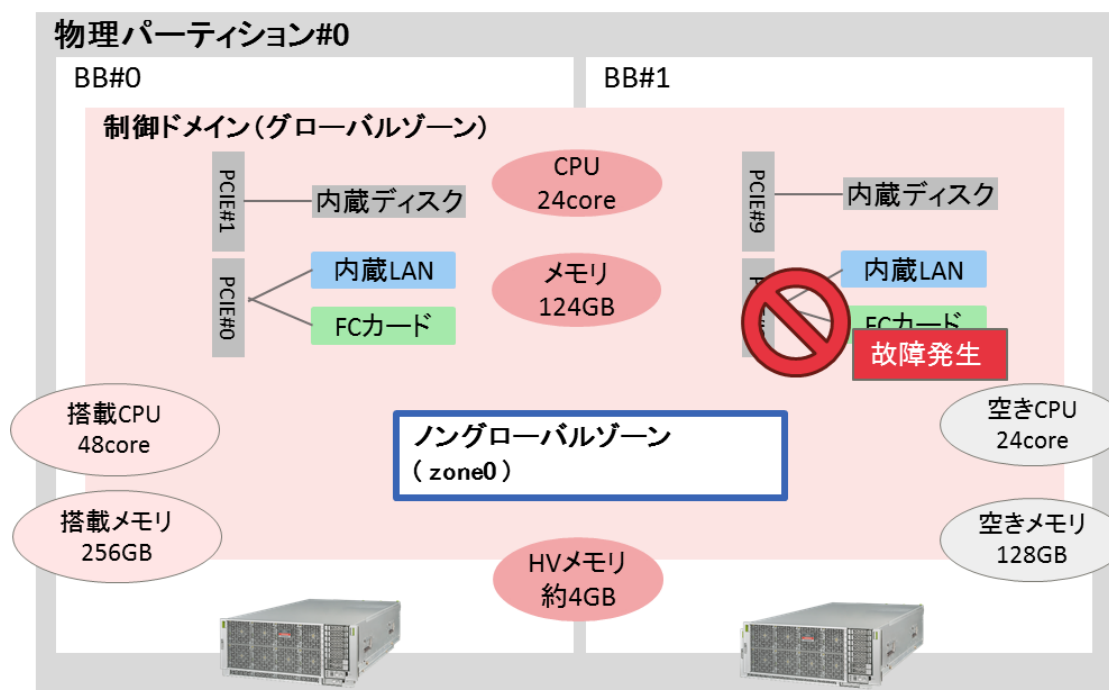 物理パーティション#0
BB#0
BB#1
制御ドメイン(グローバルゾーン)
PCIE#1
内蔵ディスク
CPU
24core
PCIE#9
内蔵ディスク
PCIE#0
内蔵LAN
FCカード
メモリ
124GB
内蔵LAN
FCカード
故障発生
搭載CPU
48core
空きCPU
24core
ノングローバルゾーン
( zone0 )
搭載メモリ
256GB
空きメモリ
128GB
HVメモリ
約4GB